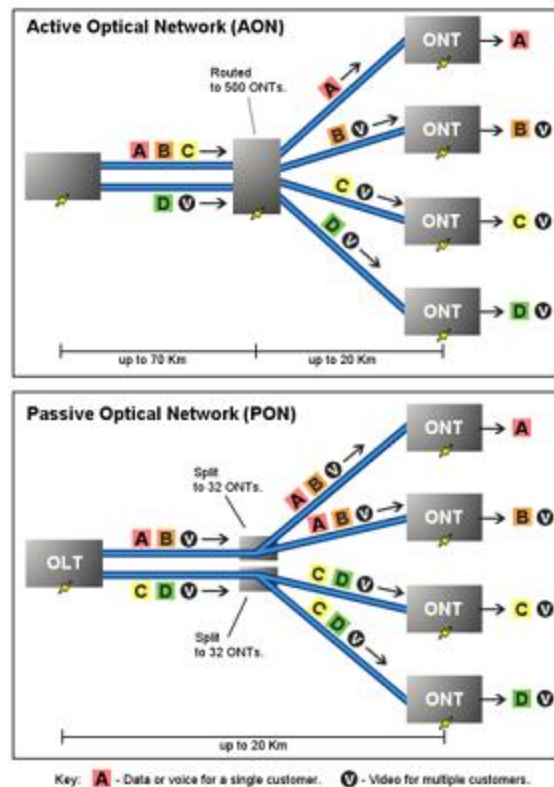 Active Optical Network (AON)
Routed
to 500 ONTs.
A B C
D V
A
B V
C V
D V
ONT
A
ONT
B V
ONT
C V
ONT
D V
up to 70 Km
up to 20 Km
Passive Optical Network (PON)
Split
to 32 ONTs.
A B V
OLT
C D V
Split
to 32 ONTs.
A B V
A B V
C D V
C D V
ONT
A
ONT
B V
ONT
C V
ONT
D V
up to 20 Km
Key: A - Data or voice for a single customer. V - Video for multiple customers.